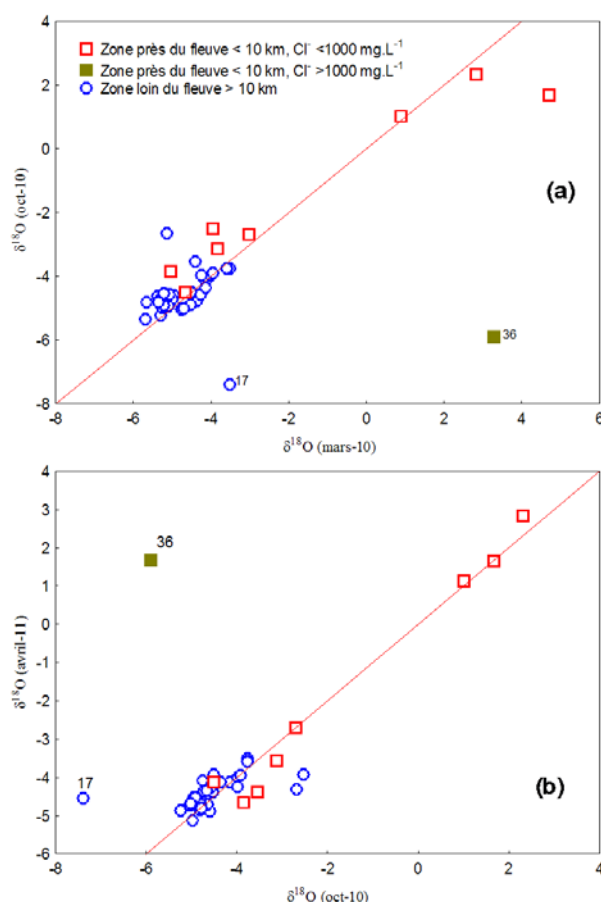 4
Zone près du fleuve < 10 km, Cl⁻ <1000 mg.L⁻¹
Zone près du fleuve < 10 km, Cl⁻ >1000 mg.L⁻¹
2
Zone loin du fleuve > 10 km
0
(a)
δ¹⁸O (oct-10)
-2
-4
-6
36
17
-8
-8 -6 -4 -2 0 2 4 6
δ¹⁸O (mars-10)
4
3
36
2
1
0
δ¹⁸O (avril-11)
-1
-2
-3
-4
17
(b)
-5
-6
-8 -6 -4 -2 0 2 4
δ¹⁸O (oct-10)